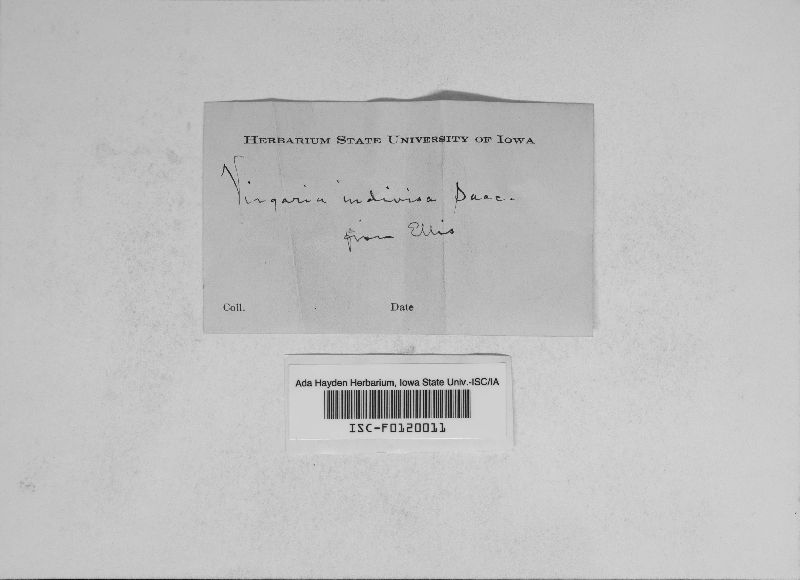 HERBARIUM STATE UNIVERSITY OF IOWA
Virgaria indivisa Sacc.
from Ellis
Coll. Date
Ada Hayden Herbarium, Iowa State Univ.-ISC/IA
ISC-F0120011